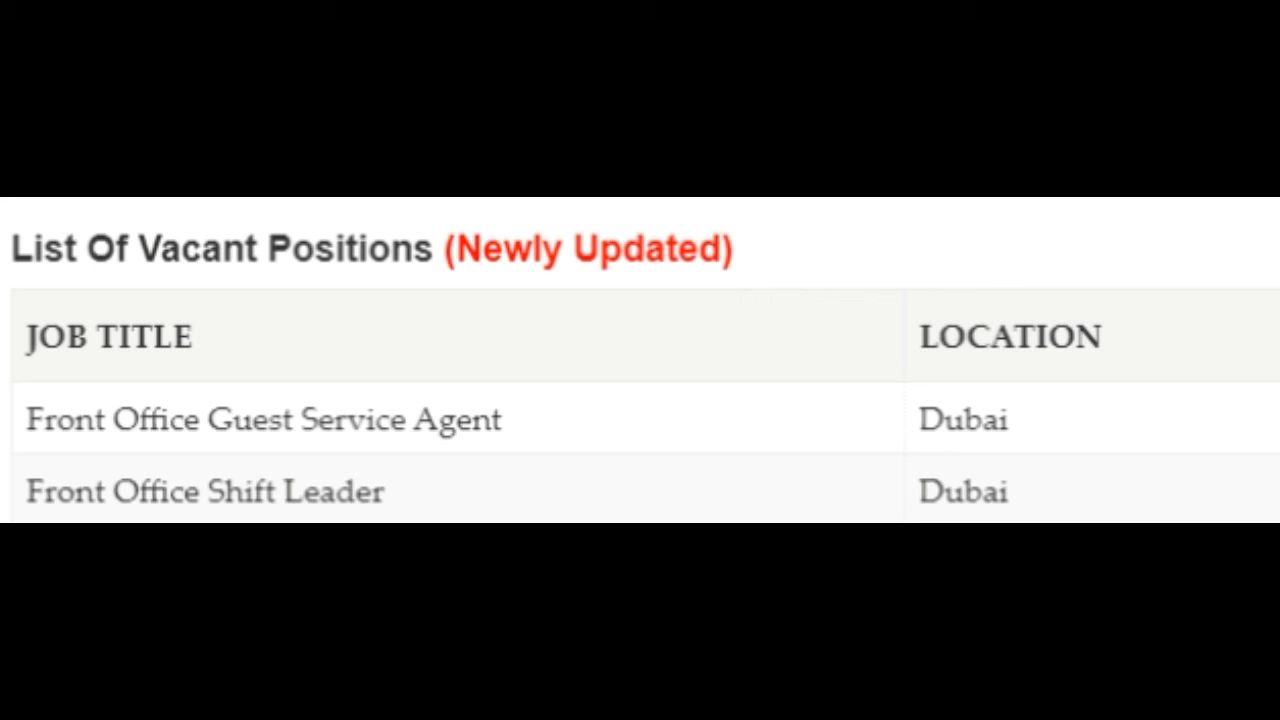 List Of Vacant Positions (Newly Updated)
JOB TITLE LOCATION
Front Office Guest Service Agent Dubai
Front Office Shift Leader Dubai